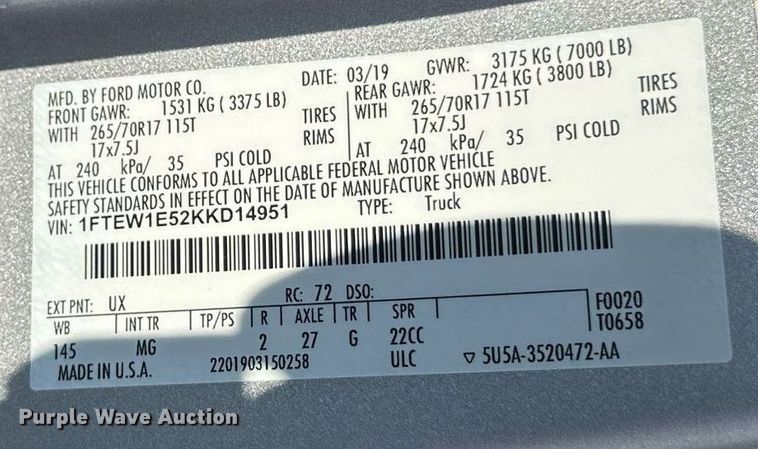 MFD. BY FORD MOTOR CO.
DATE: 03/19
GVWR: 3175 KG ( 7000 LB)
FRONT GAWR: 1531 KG ( 3375 LB)
WITH 265/70R17 115T TIRES
17x7.5J RIMS
AT 240 kPa/ 35 PSI COLD
REAR GAWR: 1724 KG ( 3800 LB)
WITH 265/70R17 115T TIRES
17x7.5J RIMS
AT 240 kPa/ 35 PSI COLD
THIS VEHICLE CONFORMS TO ALL APPLICABLE FEDERAL MOTOR VEHICLE
SAFETY STANDARDS IN EFFECT ON THE DATE OF MANUFACTURE SHOWN ABOVE.
VIN: 1FTEW1E52KKD14951 TYPE: Truck
EXT PNT: UX RC: 72 DSO:
WB INT TR TP/PS R AXLE TR SPR F0020
145 MG 2 27 G 22CC T0658
MADE IN U.S.A. 2201903150258 ULC ▽ 5U5A-3520472-AA
Purple Wave Auction